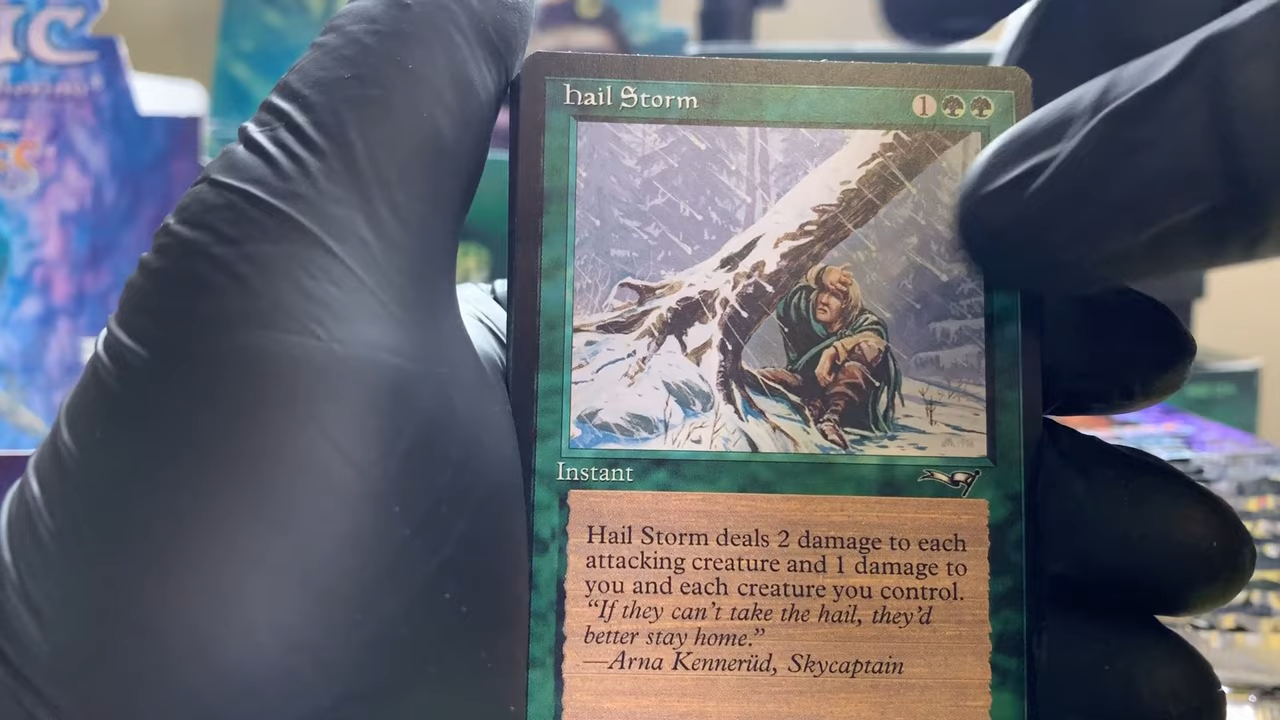 Hail Storm
1
Instant
Hail Storm deals 2 damage to each
attacking creature and 1 damage to
you and each creature you control.
“If they can’t take the hail, they’d
better stay home.”
—Arna Kennerüd, Skycaptain